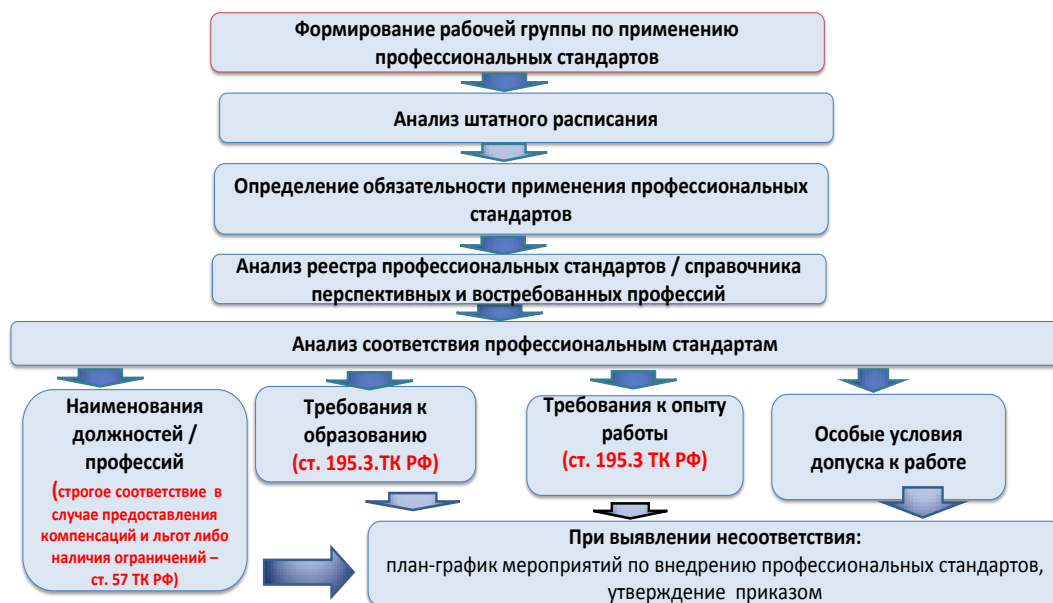 Формирование рабочей группы по применению
профессиональных стандартов
Анализ штатного расписания
Определение обязательности применения профессиональных
стандартов
Анализ реестра профессиональных стандартов / справочника
перспективных и востребованных профессий
Анализ соответствия профессиональным стандартам
Наименования
должностей /
профессий
(строгое соответствие в
случае предоставления
компенсаций и льгот либо
наличия ограничений –
ст. 57 ТК РФ)
Требования к
образованию
(ст. 195.3.ТК РФ)
Требования к опыту
работы
(ст. 195.3 ТК РФ)
Особые условия
допуска к работе
При выявлении несоответствия:
план-график мероприятий по внедрению профессиональных стандартов,
утверждение приказом